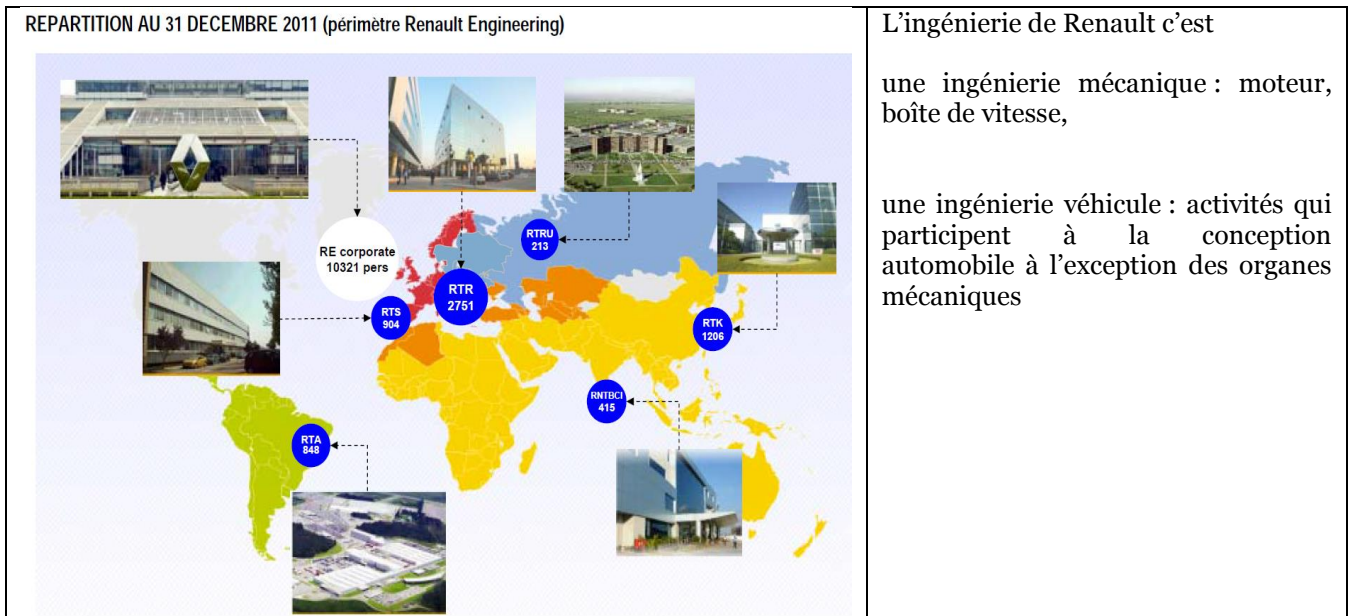 REPARTITION AU 31 DECEMBRE 2011 (périmètre Renault Engineering)
RE corporate
10321 pers
RTR
2751
RTRU
213
RTS
904
RTK
1206
RNTBCI
415
RTA
848
L’ingénierie de Renault c’est
une ingénierie mécanique : moteur,
boîte de vitesse,
une ingénierie véhicule : activités qui
participent à la conception
automobile à l’exception des organes
mécaniques